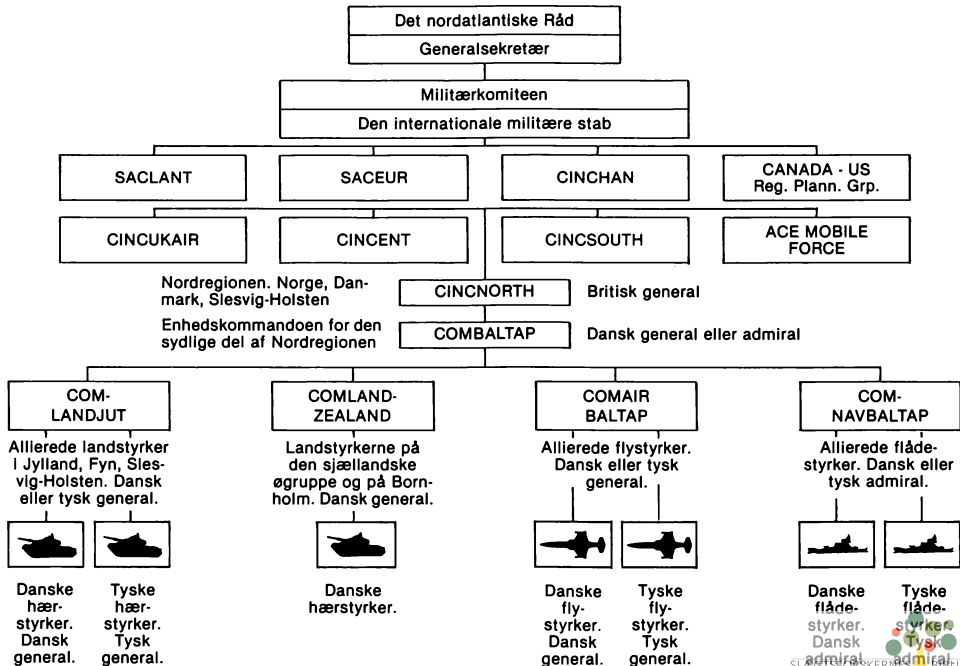 Det nordatlantiske Råd
Generalsekretær
Militærkomiteen
Den internationale militære stab
SACLANT
SACEUR
CINCHAN
CANADA - US
Reg. Plann. Grp.
CINCUKAIR
CINCENT
CINCSOUTH
ACE MOBILE
FORCE
Nordregionen. Norge, Dan-
mark, Slesvig-Holsten
CINCNORTH
Britisk general
Enhedskommandoen for den
sydlige del af Nordregionen
COMBALTAP
Dansk general eller admiral
COM-
LANDJUT
Allierede landstyrker
i Jylland, Fyn, Sles-
vig-Holsten. Dansk
eller tysk general.
COMLAND-
ZEALAND
Landstyrkerne på
den sjællandske
øgruppe og på Born-
holm. Dansk general.
COMAIR
BALTAP
Allierede flystyrker.
Dansk eller tysk
general.
COM-
NAVBALTAP
Allierede flåde-
styrker. Dansk eller
tysk admiral.
Danske
hær-
styrker.
Dansk
general.
Tyske
hær-
styrker.
Tysk
general.
Danske
hærstyrker.
Danske
fly-
styrker.
Dansk
general.
Tyske
fly-
styrker.
Tysk
general.
Danske
flåde-
styrker.
Dansk
admiral
Tyske
flåde-
styrker.
Tysk
admiral